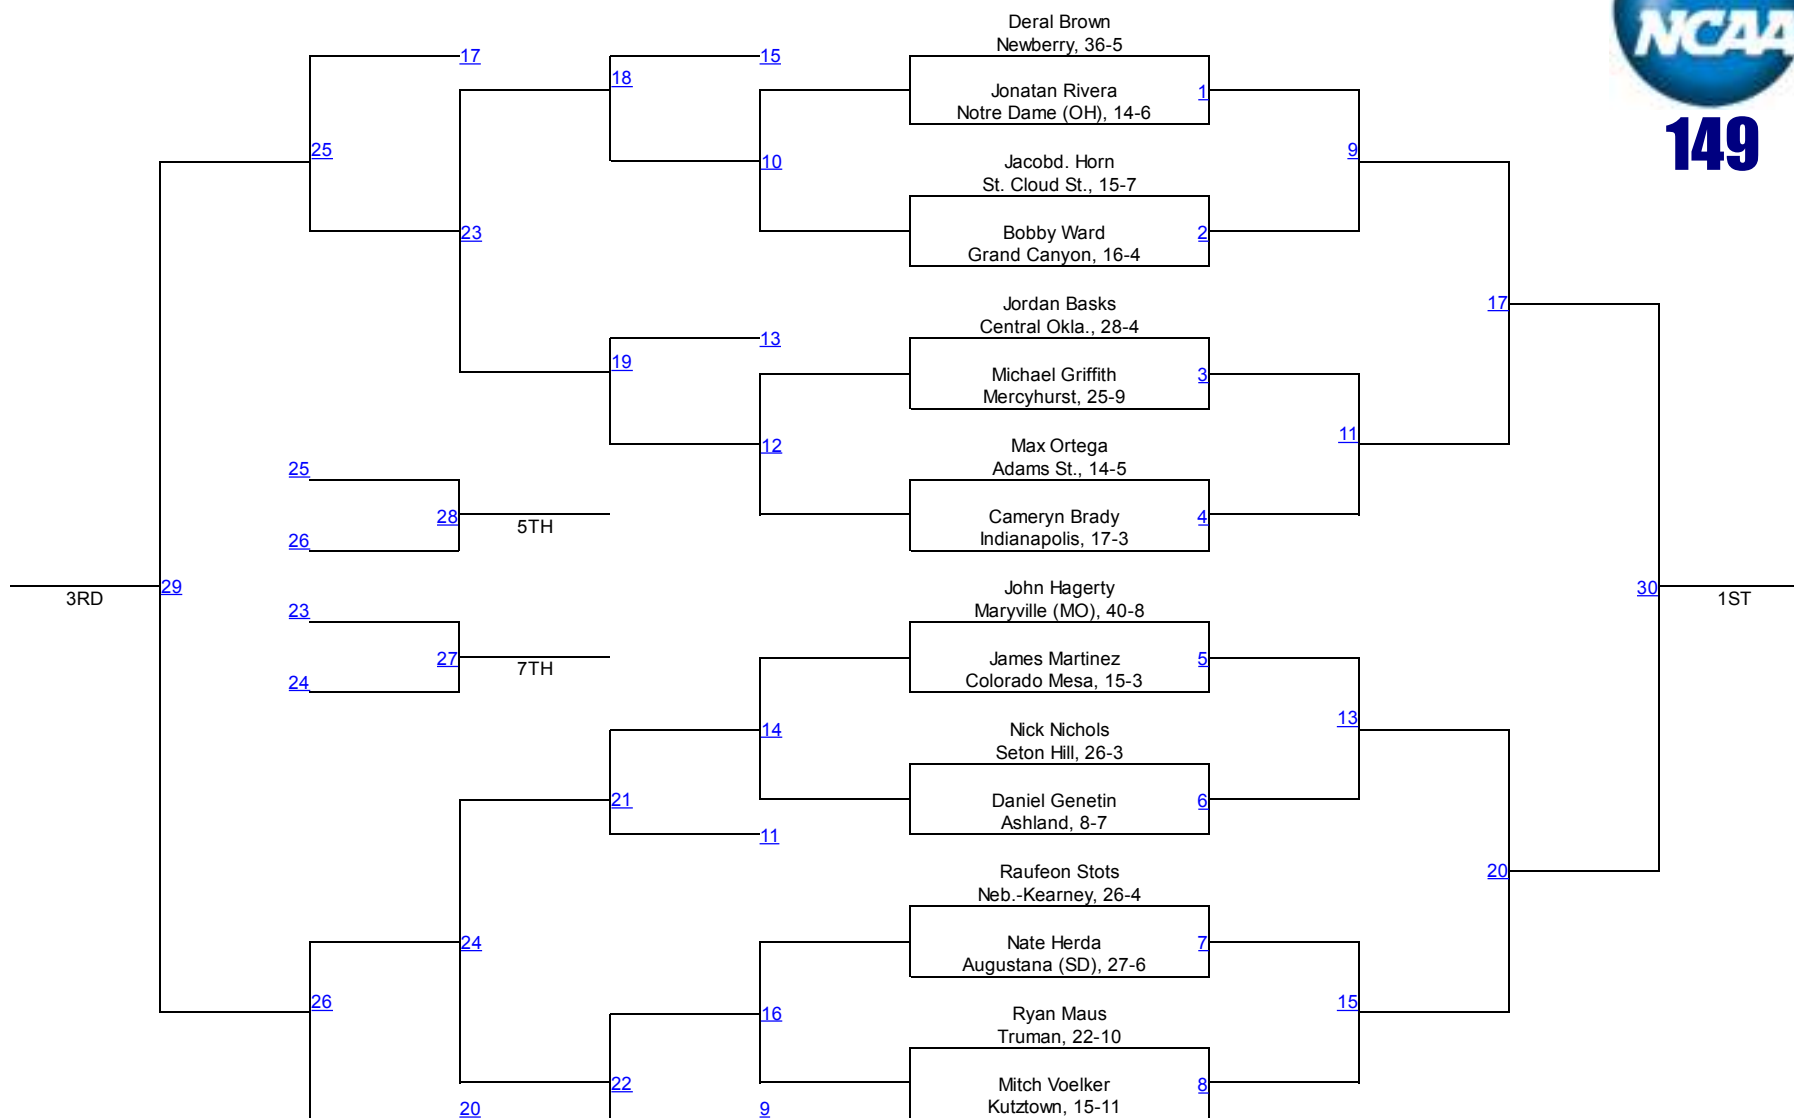 Deral Brown
Newberry, 36-5
NCAA
17
15
18
Jonatan Rivera
Notre Dame (OH), 14-6
1
149
25
10
Jacobd. Horn
St. Cloud St., 15-7
9
23
Bobby Ward
Grand Canyon, 16-4
2
Jordan Basks
Central Okla., 28-4
17
13
19
Michael Griffith
Mercyhurst, 25-9
3
12
Max Ortega
Adams St., 14-5
11
25
28
5TH
Cameryn Brady
Indianapolis, 17-3
4
26
3RD
29
John Hagerty
Maryville (MO), 40-8
30
1ST
23
27
7TH
James Martinez
Colorado Mesa, 15-3
5
24
14
Nick Nichols
Seton Hill, 26-3
13
21
Daniel Genetin
Ashland, 8-7
6
11
Raufeon Stots
Neb.-Kearney, 26-4
20
24
Nate Herda
Augustana (SD), 27-6
7
26
16
Ryan Maus
Truman, 22-10
15
22
Mitch Voelker
Kutztown, 15-11
8
20
9